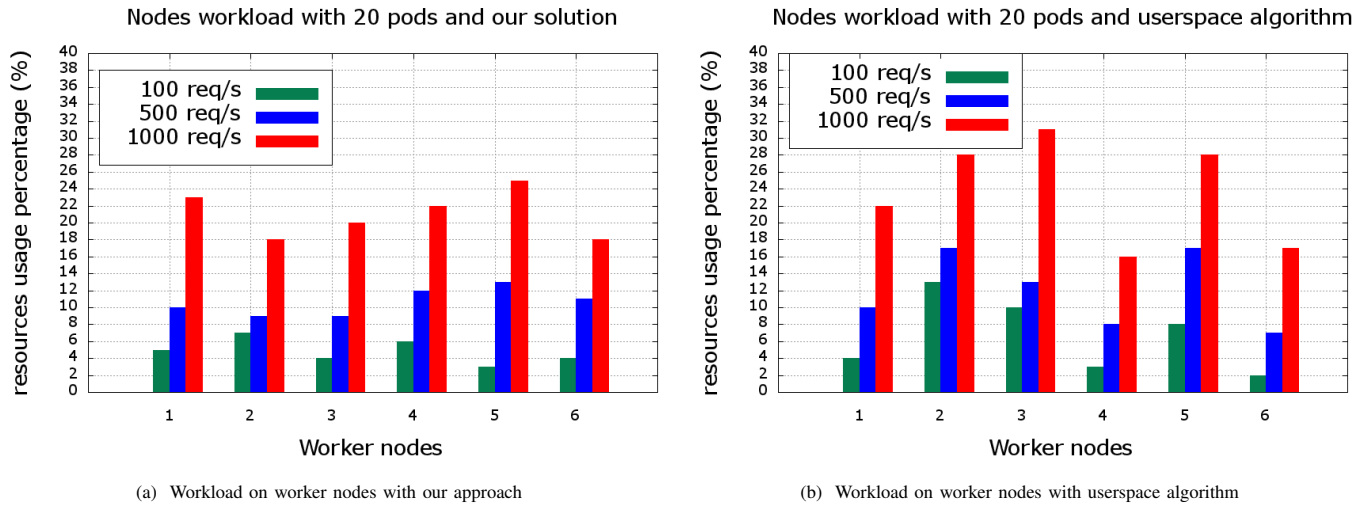 Nodes workload with 20 pods and our solution
resources usage percentage (%)
40
38
36
34
32
30
28
26
24
22
20
18
16
14
12
10
8
6
4
2
0
100 req/s
500 req/s
1000 req/s
1 2 3 4 5 6
Worker nodes
(a) Workload on worker nodes with our approach
Nodes workload with 20 pods and userspace algorithm
resources usage percentage (%)
40
38
36
34
32
30
28
26
24
22
20
18
16
14
12
10
8
6
4
2
0
100 req/s
500 req/s
1000 req/s
1 2 3 4 5 6
Worker nodes
(b) Workload on worker nodes with userspace algorithm